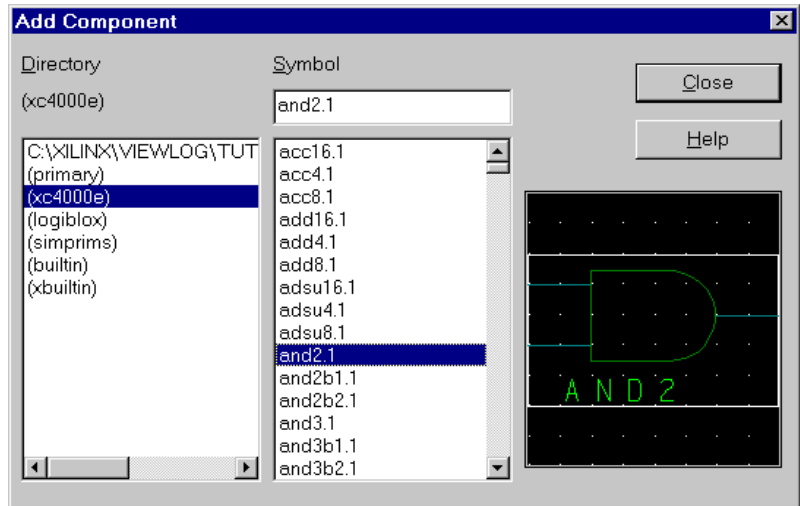 Add Component
Directory
(xc4000e)
C:\XILINX\VIEWLOG\TUT
(primary)
(xc4000e)
(logiblox)
(simprims)
(builtin)
(xbuiltin)
Symbol
and2.1
acc16.1
acc4.1
acc8.1
add16.1
add4.1
add8.1
adsu16.1
adsu4.1
adsu8.1
and2.1
and2b1.1
and2b2.1
and3.1
and3b1.1
and3b2.1
Close
Help
AND2